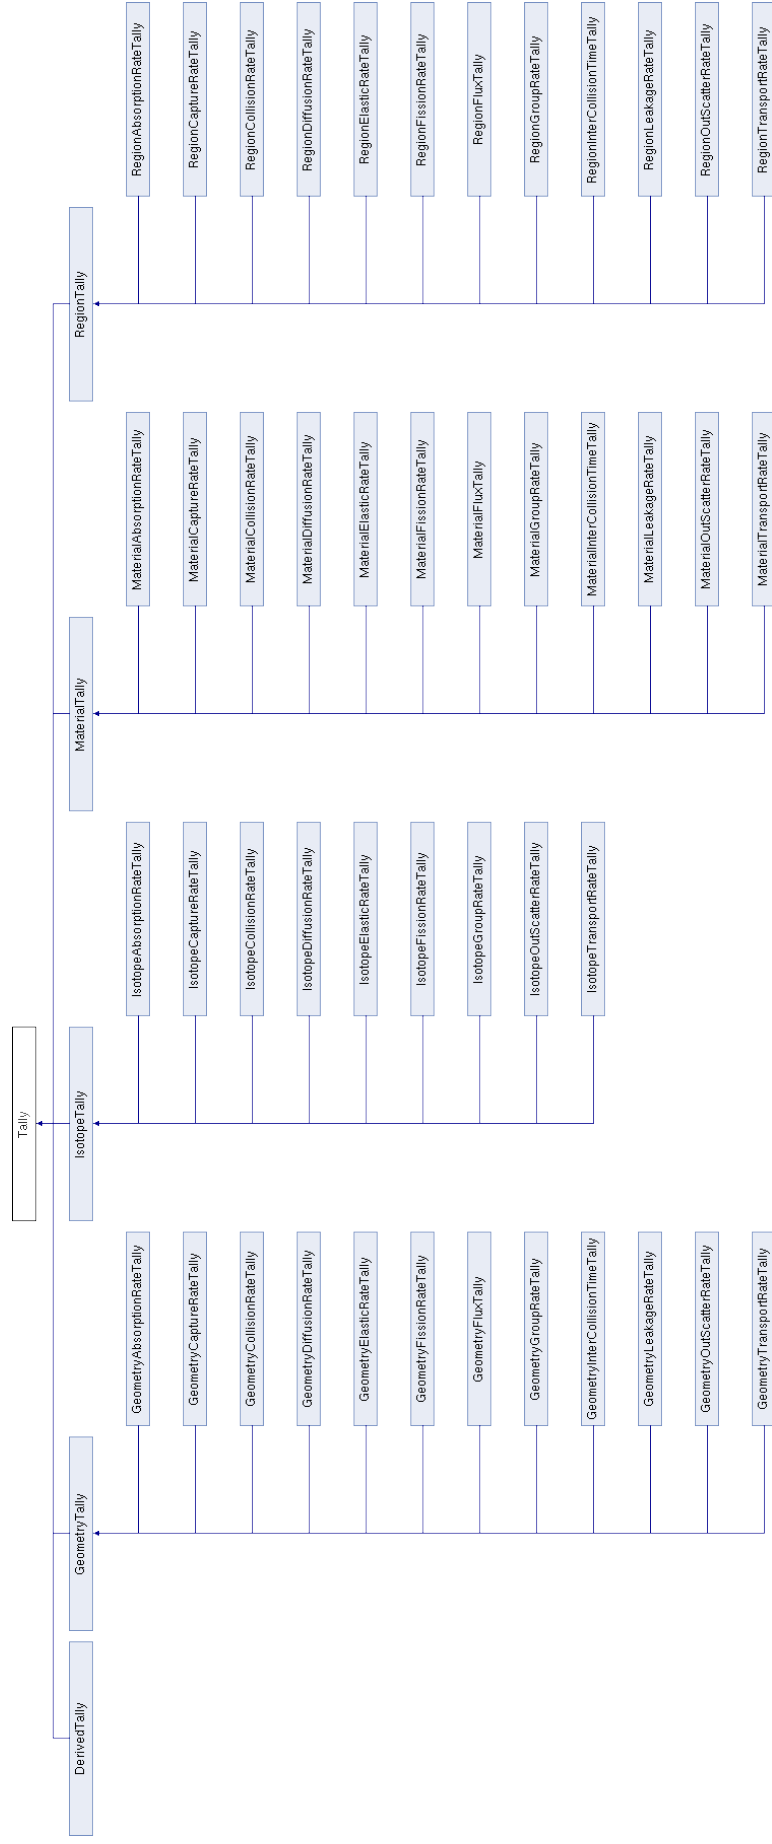 Tally
DerivedTally
GeometryTally
IsotopeTally
MaterialTally
RegionTally
GeometryAbsorptionRateTally
GeometryCaptureRateTally
GeometryCollisionRateTally
GeometryDiffusionRateTally
GeometryElasticRateTally
GeometryFissionRateTally
GeometryFluxTally
GeometryGroupRateTally
GeometryInterCollisionTimeTally
GeometryLeakageRateTally
GeometryOutScatterRateTally
GeometryTransportRateTally
IsotopeAbsorptionRateTally
IsotopeCaptureRateTally
IsotopeCollisionRateTally
IsotopeDiffusionRateTally
IsotopeElasticRateTally
IsotopeFissionRateTally
IsotopeGroupRateTally
IsotopeOutScatterRateTally
IsotopeTransportRateTally
MaterialAbsorptionRateTally
MaterialCaptureRateTally
MaterialCollisionRateTally
MaterialDiffusionRateTally
MaterialElasticRateTally
MaterialFissionRateTally
MaterialFluxTally
MaterialGroupRateTally
MaterialInterCollisionTimeTally
MaterialLeakageRateTally
MaterialOutScatterRateTally
MaterialTransportRateTally
RegionAbsorptionRateTally
RegionCaptureRateTally
RegionCollisionRateTally
RegionDiffusionRateTally
RegionElasticRateTally
RegionFissionRateTally
RegionFluxTally
RegionGroupRateTally
RegionInterCollisionTimeTally
RegionLeakageRateTally
RegionOutScatterRateTally
RegionTransportRateTally